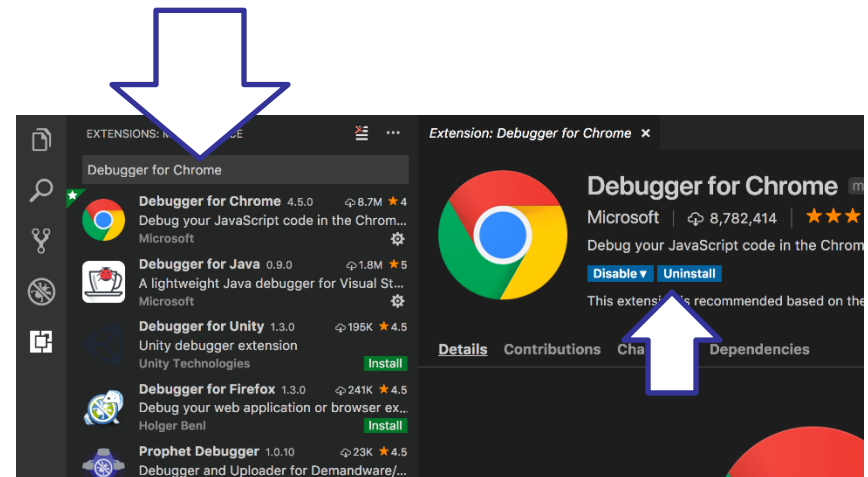 EXTENSIONS: M CE
Debugger for Chrome
Debugger for Chrome 4.5.0 8.7M ★4
Debug your JavaScript code in the Chrom...
Microsoft
Debugger for Java 0.9.0 1.8M ★5
A lightweight Java debugger for Visual St...
Microsoft
Debugger for Unity 1.3.0 195K ★4.5
Unity debugger extension
Unity Technologies Install
Debugger for Firefox 1.3.0 241K ★4.5
Debug your web application or browser ex...
Holger Benl Install
Prophet Debugger 1.0.10 23K ★4.5
Debugger and Uploader for Demandware/...
Extension: Debugger for Chrome ×
Debugger for Chrome
Microsoft 8,782,414 ★★★
Debug your JavaScript code in the Chrom
Disable▾ Uninstall
This extens is recommended based on the
Details Contributions Cha Dependencies